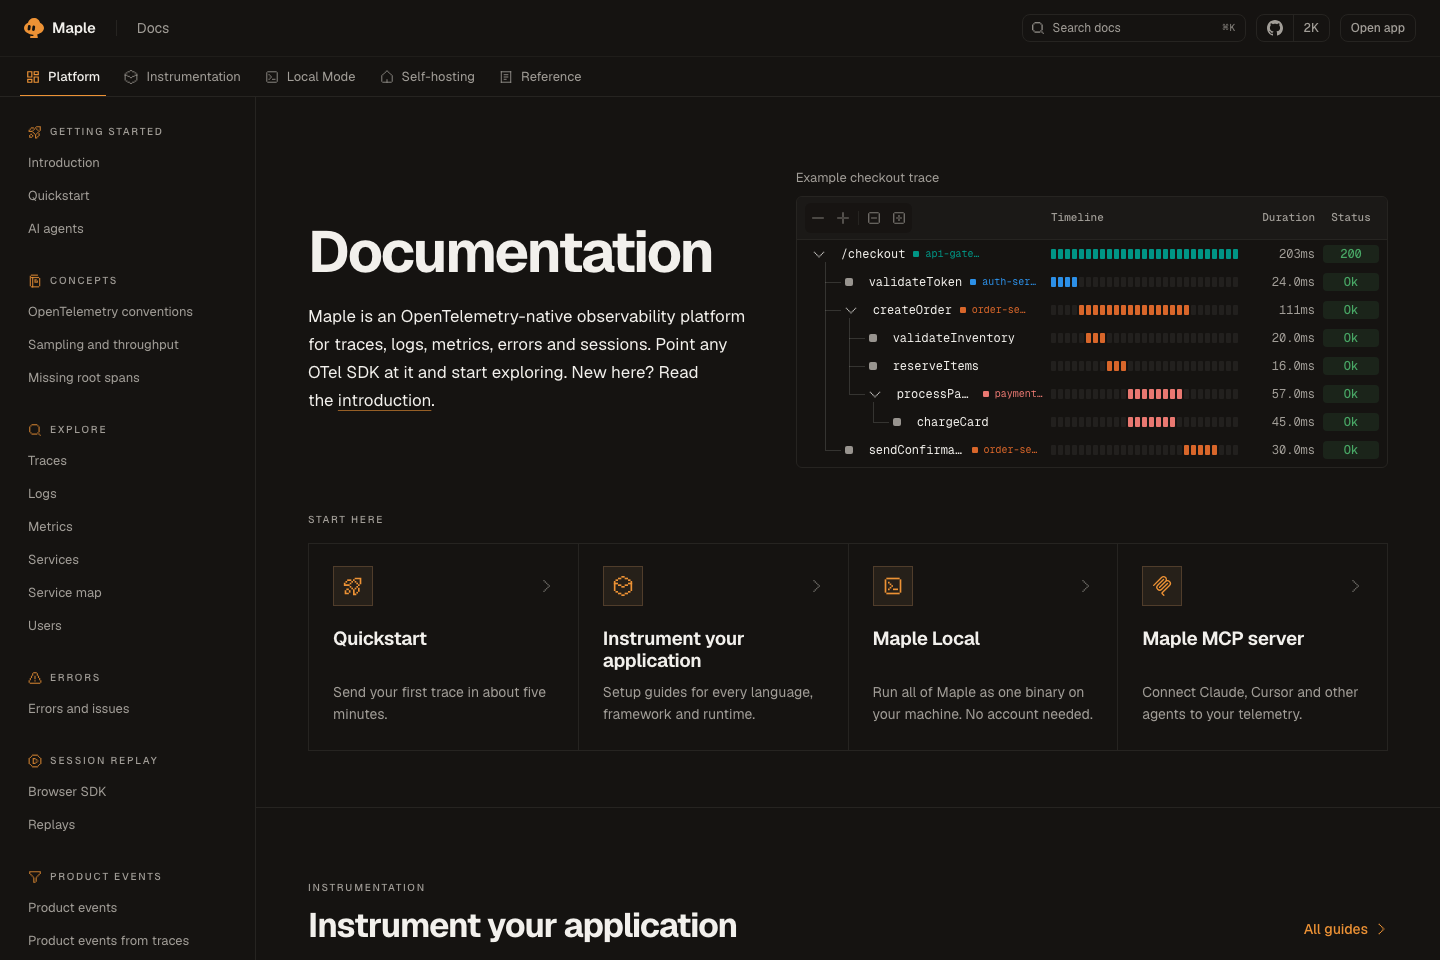 Maple
Docs
Search docs
⌘K
2K
Open app
Platform
Instrumentation
Local Mode
Self-hosting
Reference
GETTING STARTED
Introduction
Quickstart
AI agents
CONCEPTS
OpenTelemetry conventions
Sampling and throughput
Missing root spans
EXPLORE
Traces
Logs
Metrics
Services
Service map
Users
ERRORS
Errors and issues
SESSION REPLAY
Browser SDK
Replays
PRODUCT EVENTS
Product events
Product events from traces
Documentation
Maple is an OpenTelemetry-native observability platform
for traces, logs, metrics, errors and sessions. Point any
OTel SDK at it and start exploring. New here? Read
the introduction.
Example checkout trace
Timeline Duration Status
/checkout api-gate… 203ms 200
validateToken auth-ser… 24.0ms Ok
createOrder order-se… 111ms Ok
validateInventory 20.0ms Ok
reserveItems 16.0ms Ok
processPa… payment… 57.0ms Ok
chargeCard 45.0ms Ok
sendConfirma… order-se… 30.0ms Ok
START HERE
Quickstart
Send your first trace in about five
minutes.
Instrument your
application
Setup guides for every language,
framework and runtime.
Maple Local
Run all of Maple as one binary on
your machine. No account needed.
Maple MCP server
Connect Claude, Cursor and other
agents to your telemetry.
INSTRUMENTATION
Instrument your application
All guides